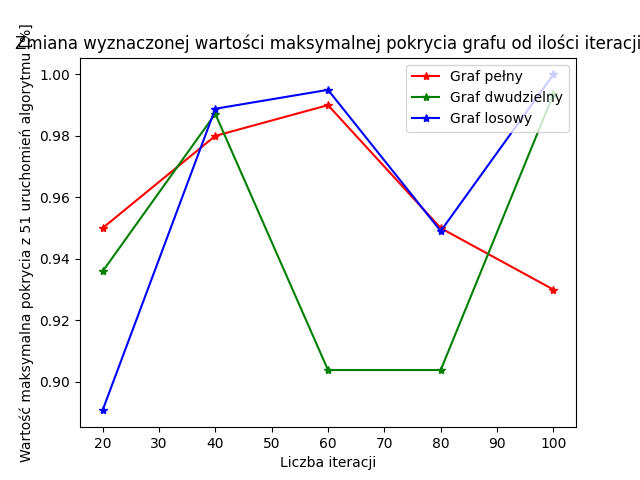 Zmiana wyznaczonej wartości maksymalnej pokrycia grafu od ilości iteracji
Wartość maksymalna pokrycia z 51 uruchomień algorytmu [%]
1.00
0.98
0.96
0.94
0.92
0.90
Graf pełny
Graf dwudzielny
Graf losowy
20 30 40 50 60 70 80 90 100
Liczba iteracji